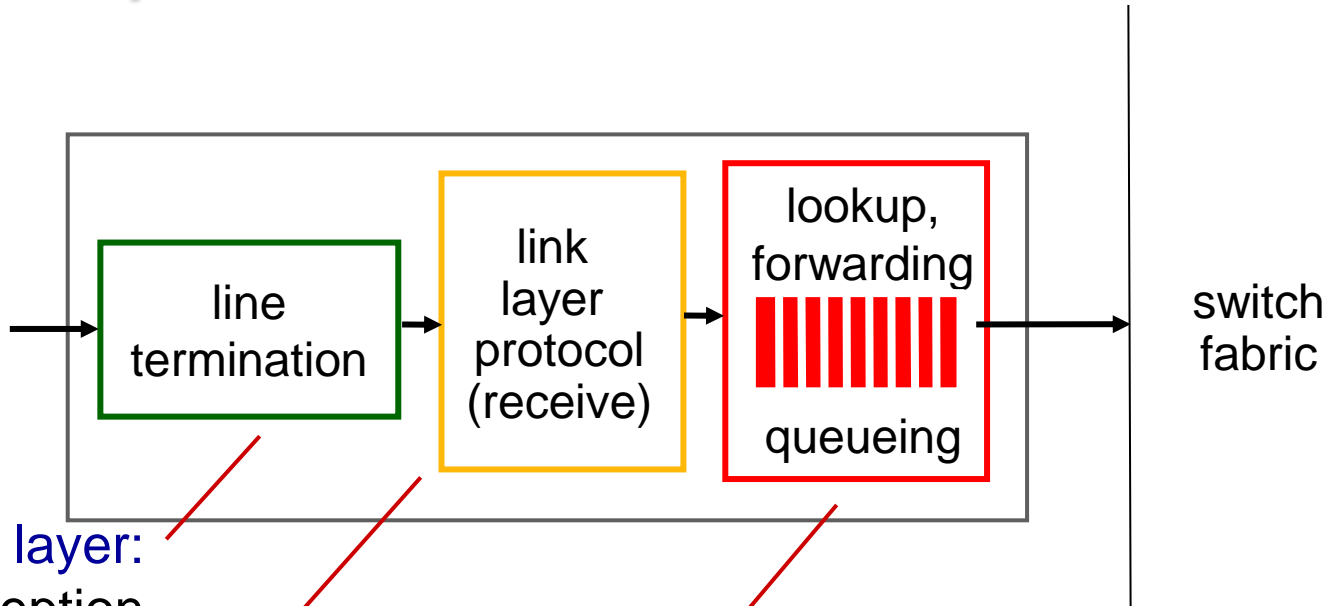 line
termination
link
layer
protocol
(receive)
lookup,
forwarding
queueing
switch
fabric
layer: